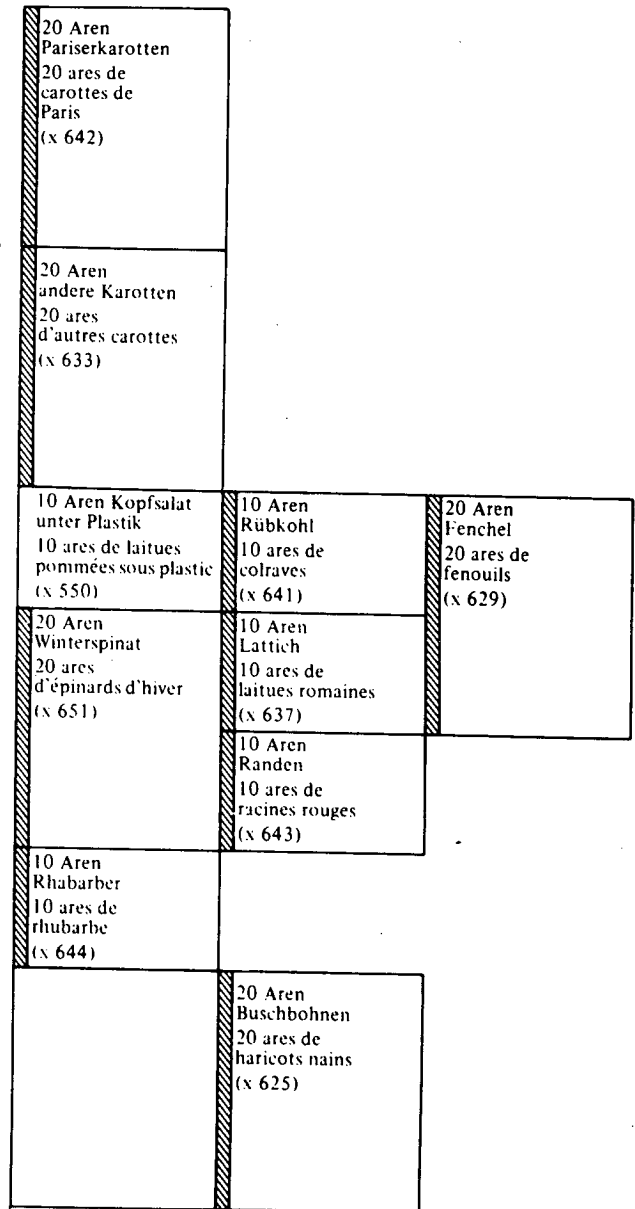 20 Aren
Pariserkarotten
20 ares de
carottes de
Paris
(x 642)
20 Aren
andere Karotten
20 ares
d'autres carottes
(x 633)
10 Aren Kopfsalat
unter Plastik
10 ares de laitues
pommées sous plastic
(x 550)
10 Aren
Rübkohl
10 ares de
colraves
(x 641)
20 Aren
Fenchel
20 ares de
fenouils
(x 629)
20 Aren
Winterspinat
20 ares
d'épinards d'hiver
(x 651)
10 Aren
Lattich
10 ares de
laitues romaines
(x 637)
10 Aren
Randen
10 ares de
racines rouges
(x 643)
10 Aren
Rhabarber
10 ares de
rhubarbe
(x 644)
20 Aren
Buschbohnen
20 ares de
haricots nains
(x 625)